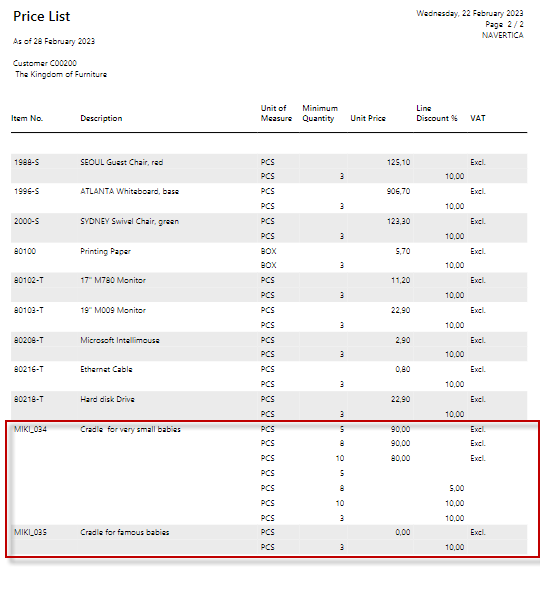 Price List
Wednesday, 22 February 2023
Page 2 / 2
NAVERTICA
As of 28 February 2023
Customer C00200
The Kingdom of Furniture
Item No. Description Unit of Measure Minimum Quantity Unit Price Line Discount % VAT
1988-S SEOUL Guest Chair, red PCS 125,10 Excl.
PCS 3 10,00
1996-S ATLANTA Whiteboard, base PCS 906,70 Excl.
PCS 3 10,00
2000-S SYDNEY Swivel Chair, green PCS 123,30 Excl.
PCS 3 10,00
80100 Printing Paper BOX 5,70 Excl.
BOX 3 10,00
80102-T 17" M780 Monitor PCS 11,20 Excl.
PCS 3 10,00
80103-T 19" M009 Monitor PCS 22,90 Excl.
PCS 3 10,00
80208-T Microsoft Intellimouse PCS 2,90 Excl.
PCS 3 10,00
80216-T Ethernet Cable PCS 0,80 Excl.
PCS 3 10,00
80218-T Hard disk Drive PCS 22,90 Excl.
PCS 3 10,00
MIKI_034 Cradle for very small babies PCS 5 90,00 Excl.
PCS 8 90,00 Excl.
PCS 10 80,00 Excl.
PCS 5
PCS 8 5,00
PCS 10 10,00
PCS 3 10,00
MIKI_035 Cradle for famous babies PCS 0,00 Excl.
PCS 3 10,00